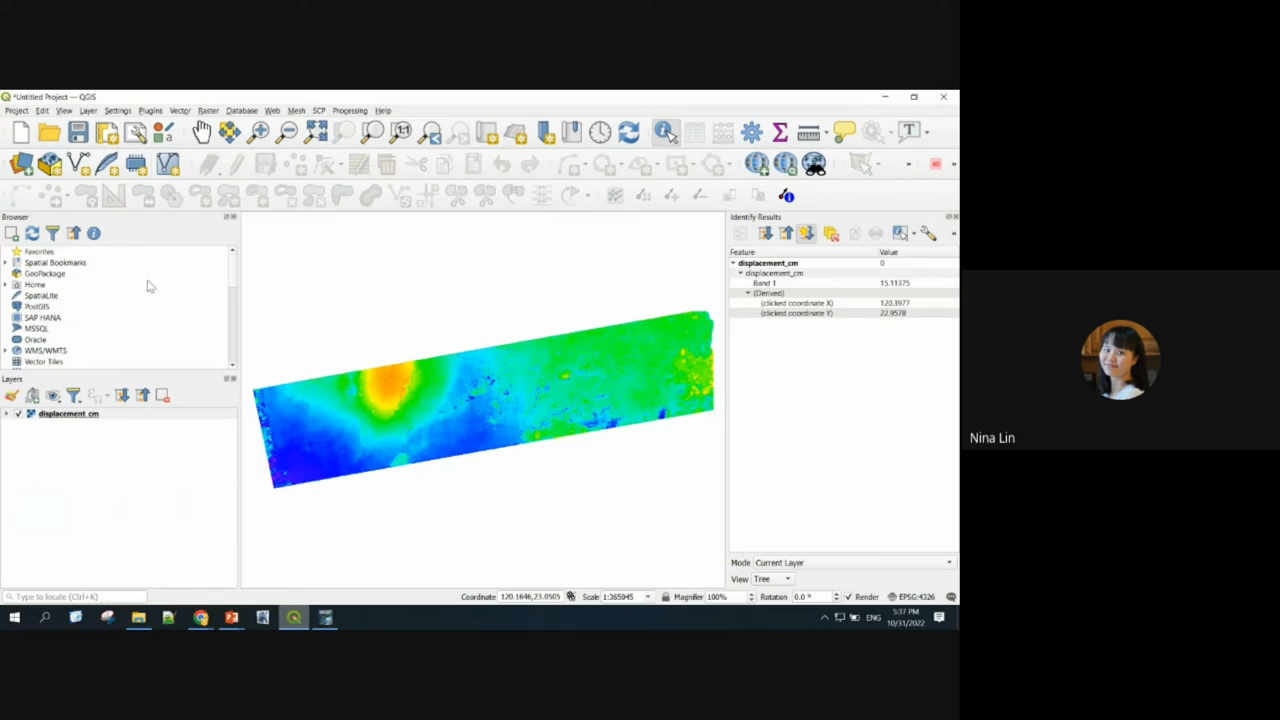 *Untitled Project — QGIS
Project Edit View Layer Settings Plugins Vector Raster Database Web Mesh SCP Processing Help
Browser
Favorites
Spatial Bookmarks
GeoPackage
Home
SpatiaLite
PostGIS
SAP HANA
MSSQL
Oracle
WMS/WMTS
Vector Tiles
Layers
displacement_cm
Identify Results
Feature Value
displacement_cm 0
displacement_cm
Band 1 15.11375
(Derived)
(clicked coordinate X) 120.3977
(clicked coordinate Y) 22.9578
Mode Current Layer
View Tree
Type to locate (Ctrl+K)
Coordinate 120.1646,23.0505 Scale 1:365045 Magnifier 100% Rotation 0.0 ° Render EPSG:4326
ENG
5:37 PM
10/31/2022
Nina Lin